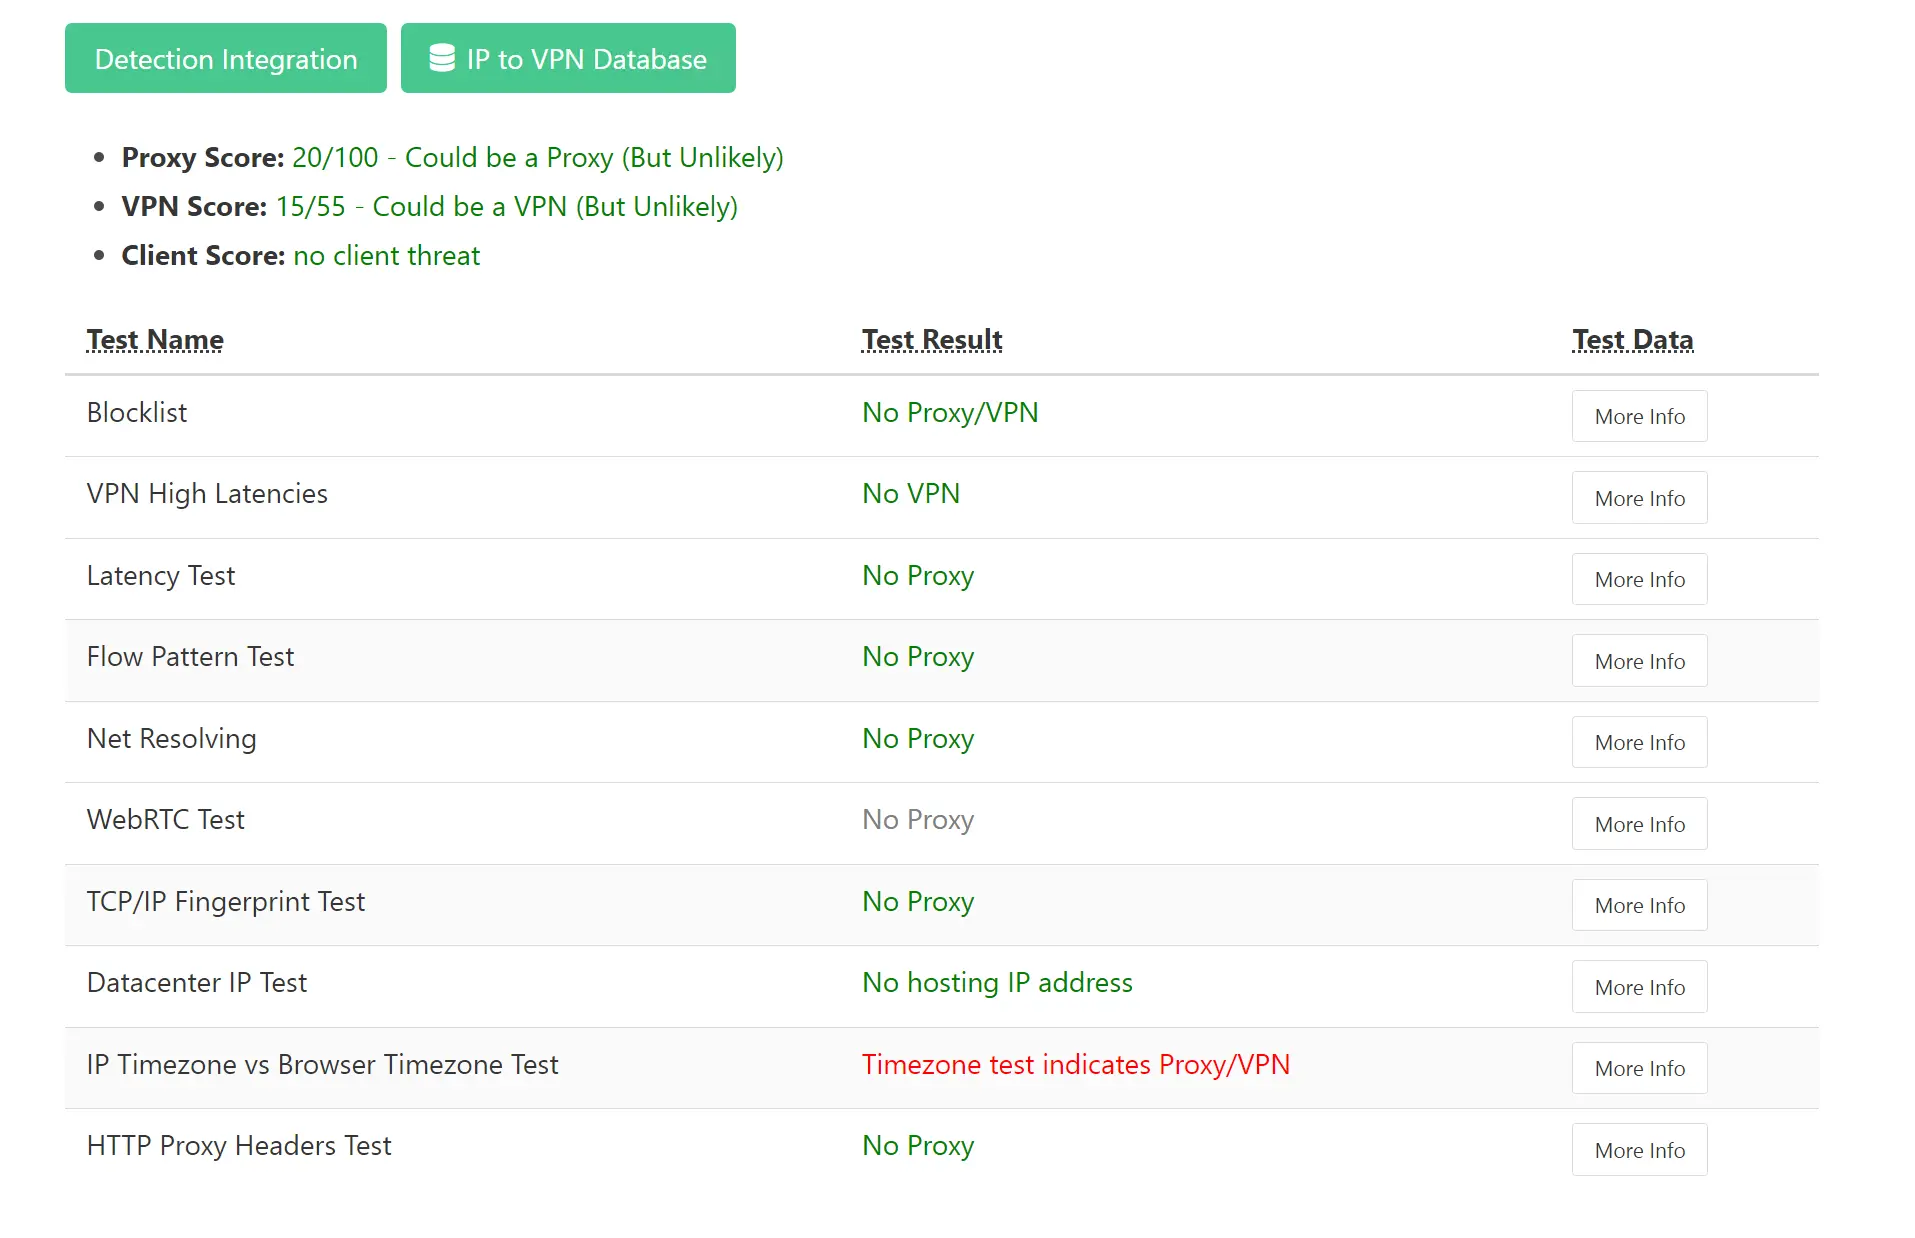 Detection Integration IP to VPN Database
Proxy Score: 20/100 - Could be a Proxy (But Unlikely)
VPN Score: 15/55 - Could be a VPN (But Unlikely)
Client Score: no client threat
Test Name Test Result Test Data
Blocklist No Proxy/VPN More Info
VPN High Latencies No VPN More Info
Latency Test No Proxy More Info
Flow Pattern Test No Proxy More Info
Net Resolving No Proxy More Info
WebRTC Test No Proxy More Info
TCP/IP Fingerprint Test No Proxy More Info
Datacenter IP Test No hosting IP address More Info
IP Timezone vs Browser Timezone Test Timezone test indicates Proxy/VPN More Info
HTTP Proxy Headers Test No Proxy More Info